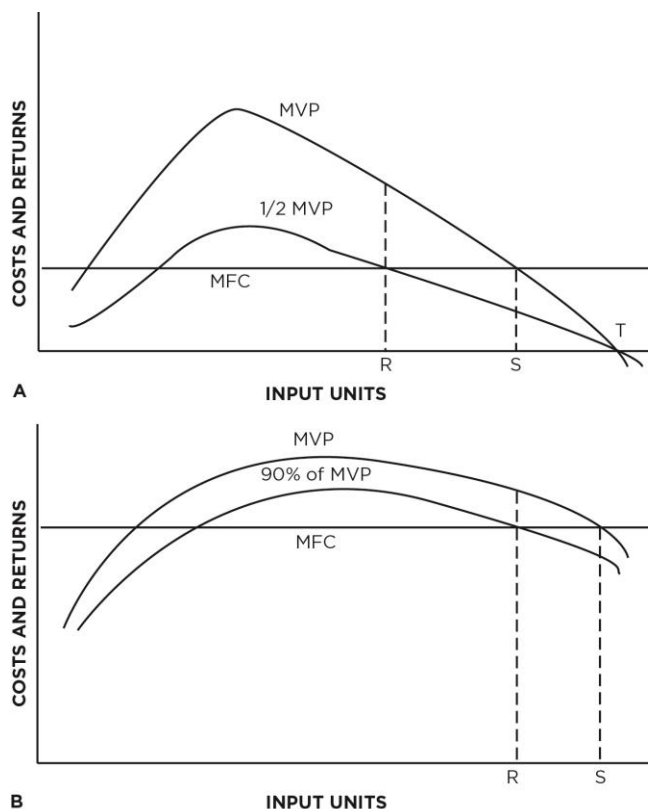 COSTS AND RETURNS
MVP
1/2 MVP
MFC
T
R
S
A
INPUT UNITS
COSTS AND RETURNS
MVP
90% of MVP
MFC
R
S
B
INPUT UNITS